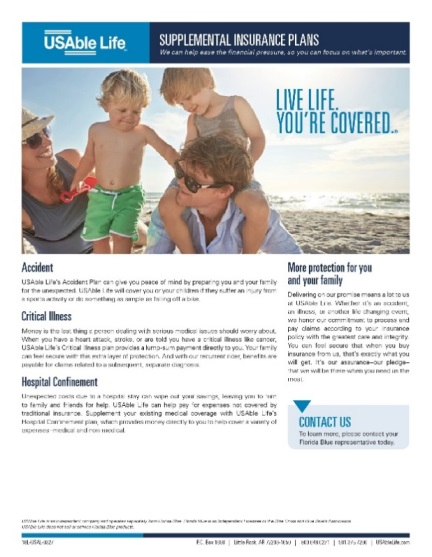 USAble Life
SUPPLEMENTAL INSURANCE PLANS
We can help ease the financial pressure, so you can focus on what's important.
LIVE LIFE.
YOU'RE COVERED.
Accident
USAble Life's Accident Plan can give you peace of mind by preparing you and your family
for the unexpected. USAble Life will cover you or your children if they suffer an injury from
a sports activity or do something as simple as falling off a bike.
Critical Illness
Money is the last thing a person dealing with serious medical issues should worry about.
When you have a heart attack, stroke, or are told you have a critical illness like cancer,
USAble Life's Critical Illness plan provides a lump-sum payment directly to you. Your family
can feel secure with this extra layer of protection. And with our recurrent rider, benefits are
payable for claims related to a subsequent, separate diagnosis.
Hospital Confinement
Unexpected costs due to a hospital stay can wipe out your savings, leaving you to turn
to family and friends for help. USAble Life can help pay for expenses not covered by
traditional insurance. Supplement your existing medical coverage with USAble Life's
Hospital Confinement plan, which provides money directly to you to help cover a variety of
expenses–medical and non-medical.
More protection for you
and your family
Delivering on our promise means a lot to us
at USAble Life. Whether it's an accident,
an illness, or another life changing event,
we honor our commitment to process and
pay claims according to your insurance
policy with the greatest care and integrity.
You can feel secure that when you buy
insurance from us, that's exactly what you
will get. It's our assurance–our pledge–
that we will be there when you need us the
most.
CONTACT US
To learn more, please contact your
Florida Blue representative today.
P.O. Box 1650 | Little Rock, AR | USAbleLife.com